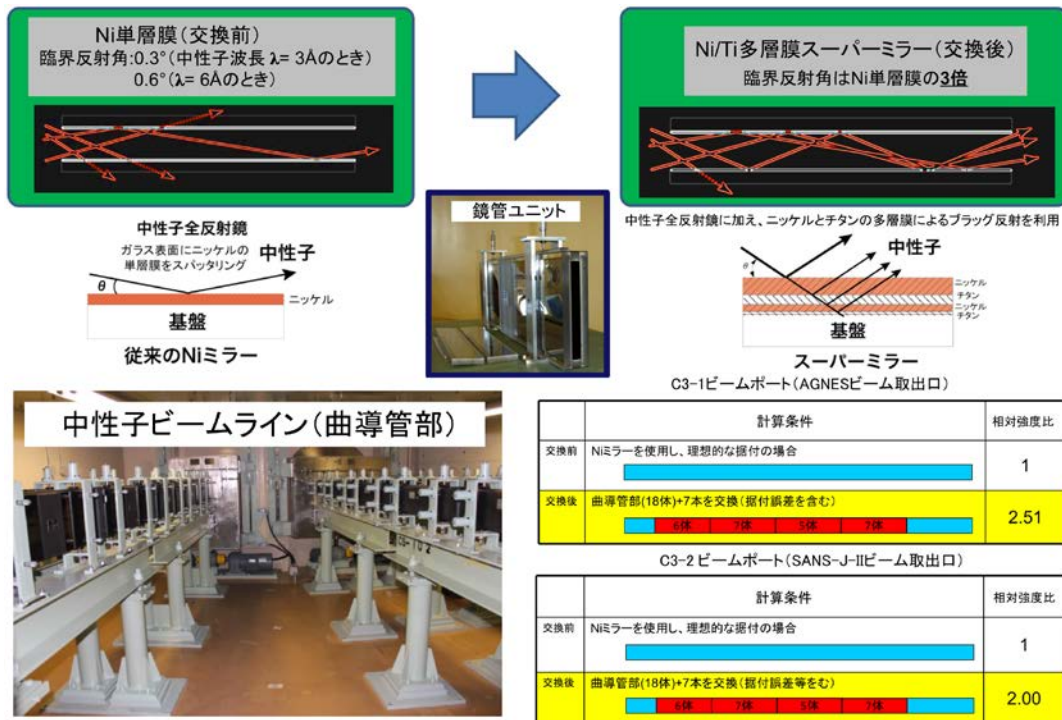 Ni単層膜(交換前)
臨界反射角:0.3°(中性子波長 λ= 3Åのとき)
0.6°(λ= 6Åのとき)
Ni/Ti多層膜スーパーミラー(交換後)
臨界反射角はNi単層膜の3倍
中性子全反射鏡
ガラス表面にニッケルの
単層膜をスパッタリング
中性子
θ
ニッケル
基盤
従来のNiミラー
鏡管ユニット
中性子全反射鏡に加え、ニッケルとチタンの多層膜によるブラッグ反射を利用
中性子
θ
ニッケル
チタン
ニッケル
チタン
基盤
スーパーミラー
中性子ビームライン(曲導管部)
C3-1ビームポート(AGNESビーム取出口)
計算条件 相対強度比
交換前 Niミラーを使用し、理想的な据付の場合 1
交換後 曲導管部(18体)+7本を交換(据付誤差を含む) 2.51
6体 7体 5体 7体
C3-2 ビームポート(SANS-J-IIビーム取出口)
計算条件 相対強度比
交換前 Niミラーを使用し、理想的な据付の場合 1
交換後 曲導管部(18体)+7本を交換(据付誤差等をむ) 2.00
6体 7体 5体 7体